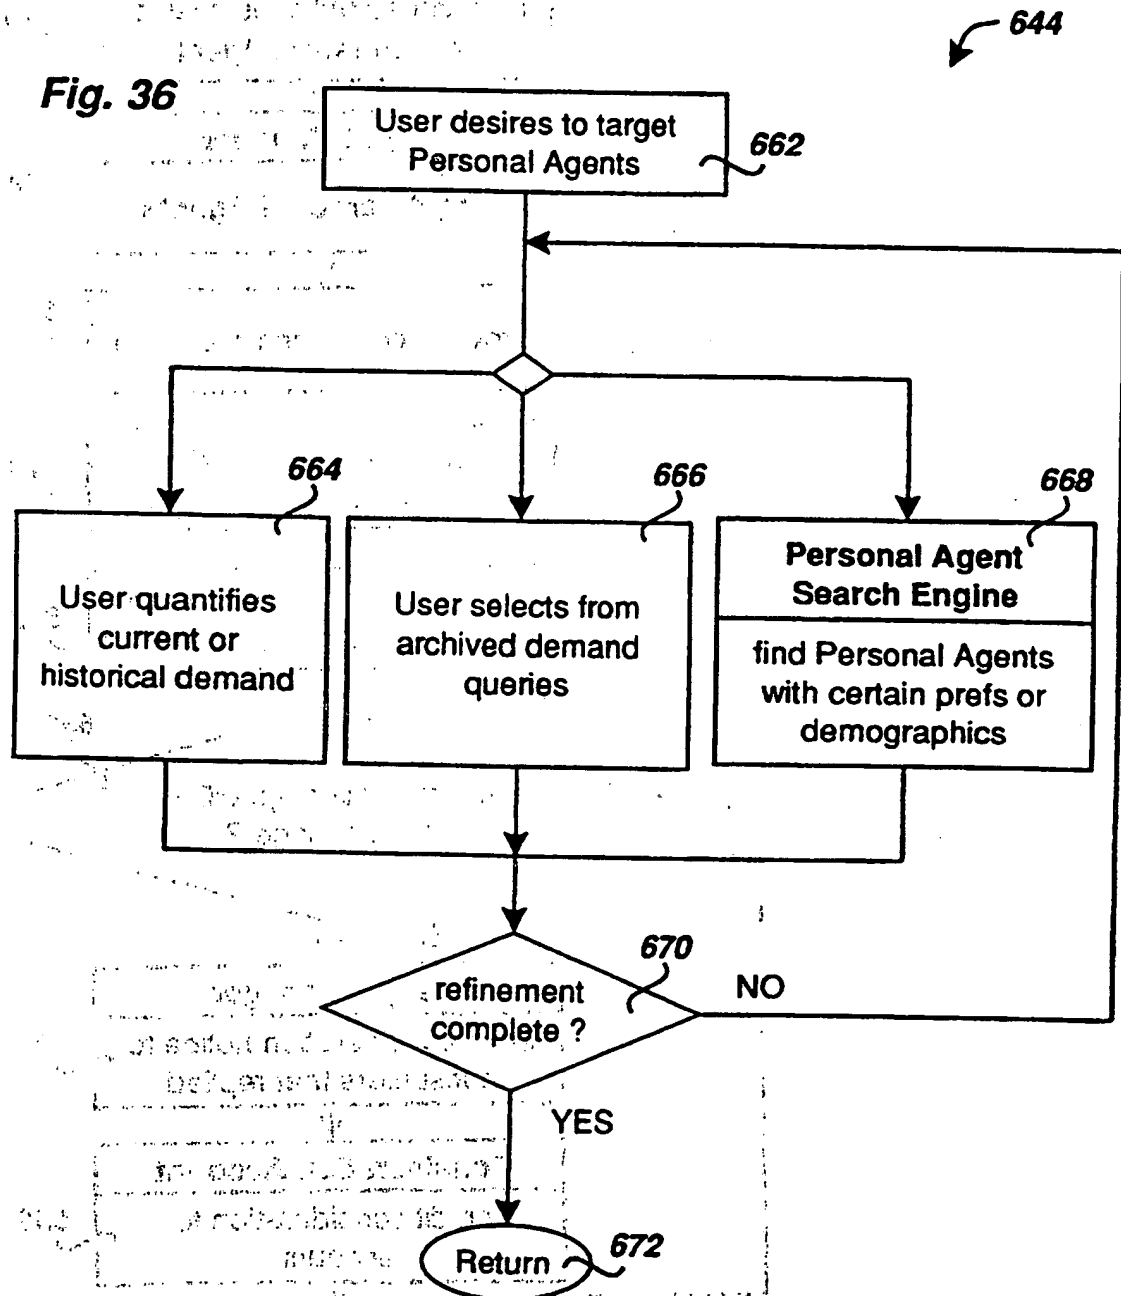 644
Fig. 36
User desires to target
Personal Agents
662
664
666
668
User quantifies
current or
historical demand
User selects from
archived demand
queries
Personal Agent
Search Engine
find Personal Agents
with certain prefs or
demographics
670
refinement
complete ?
NO
YES
Return
672